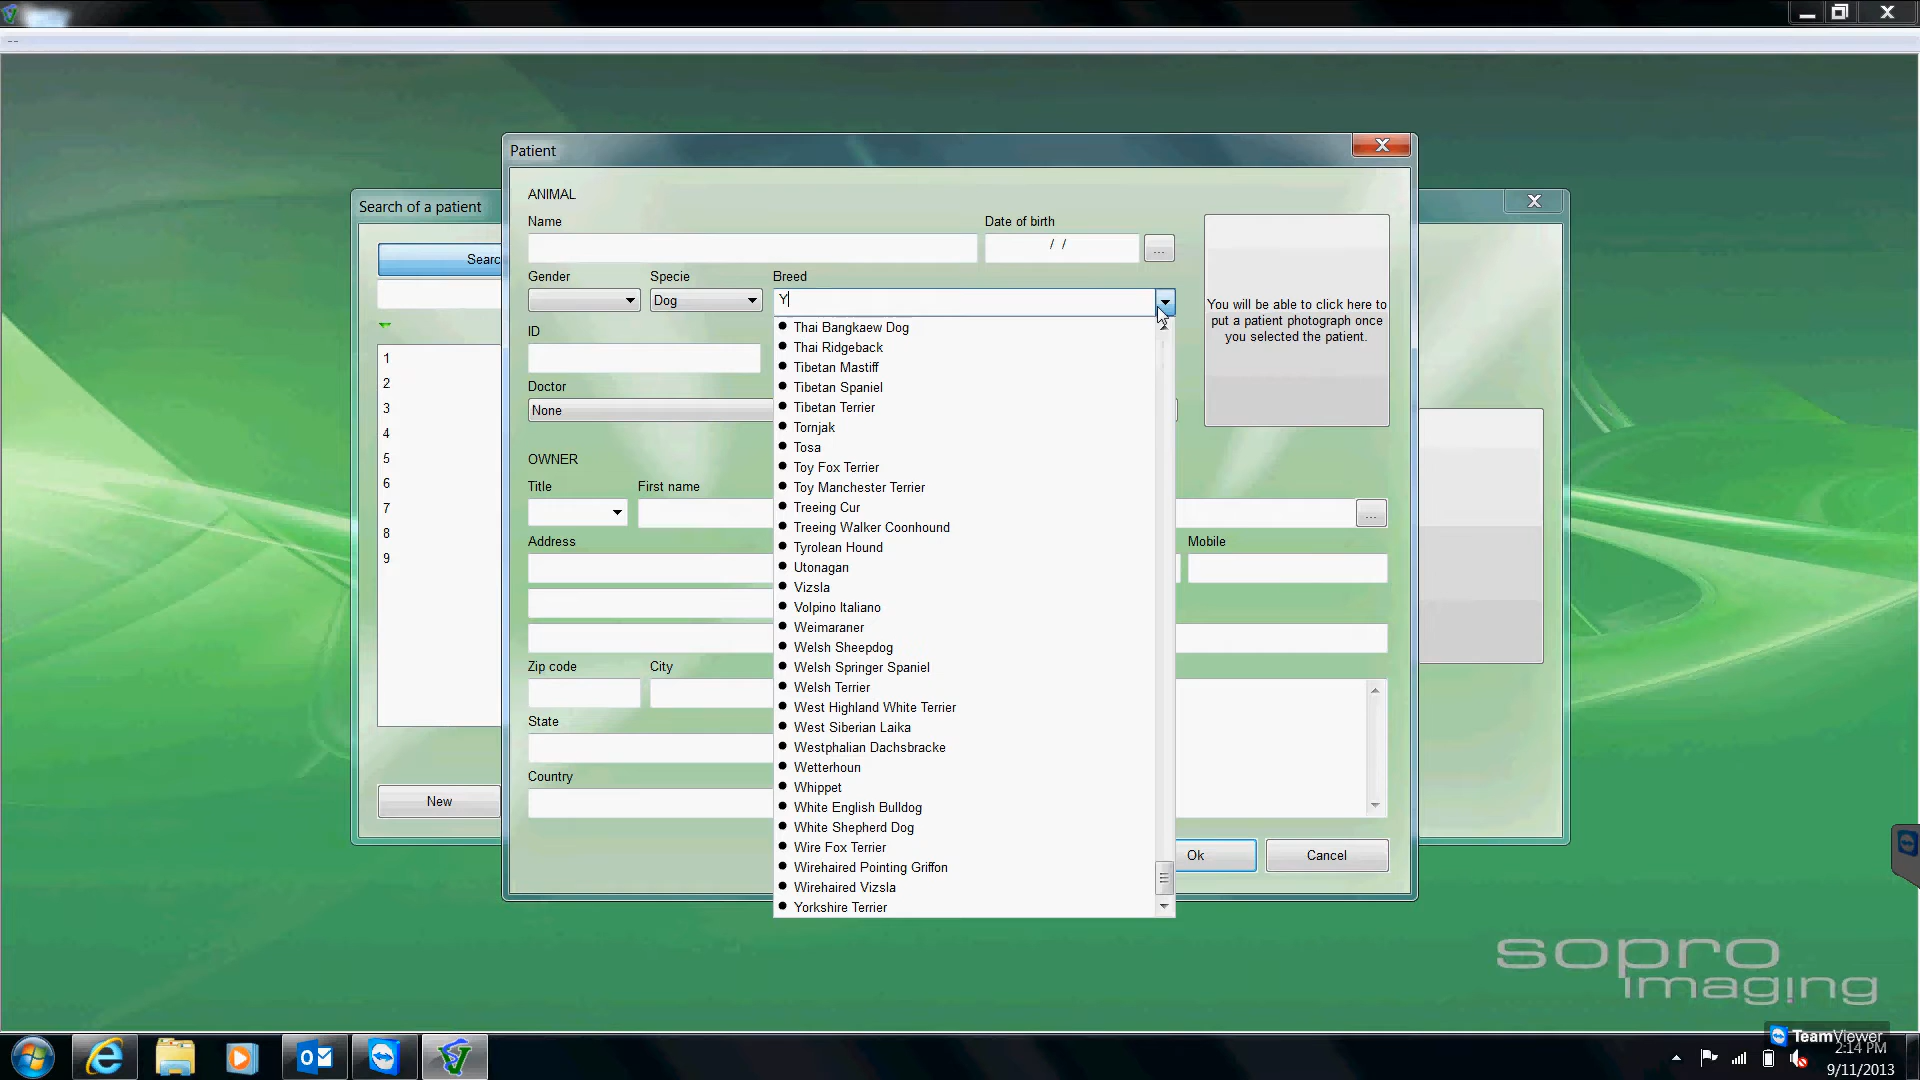 --
Patient
Search of a patient
Searc
1
2
3
4
5
6
7
8
9
New
ANIMAL
Name
Date of birth
/ /
...
Gender
Specie
Breed
Dog
Y
ID
Doctor
None
You will be able to click here to
put a patient photograph once
you selected the patient.
Thai Bangkaew Dog
Thai Ridgeback
Tibetan Mastiff
Tibetan Spaniel
Tibetan Terrier
Tornjak
Tosa
Toy Fox Terrier
Toy Manchester Terrier
Treeing Cur
Treeing Walker Coonhound
Tyrolean Hound
Utonagan
Vizsla
Volpino Italiano
Weimaraner
Welsh Sheepdog
Welsh Springer Spaniel
Welsh Terrier
West Highland White Terrier
West Siberian Laika
Westphalian Dachsbracke
Wetterhoun
Whippet
White English Bulldog
White Shepherd Dog
Wire Fox Terrier
Wirehaired Pointing Griffon
Wirehaired Vizsla
Yorkshire Terrier
OWNER
Title
First name
...
Address
Mobile
Zip code
City
State
Country
Ok
Cancel
sopro
imaging
TeamViewer
2:14 PM
9/11/2013